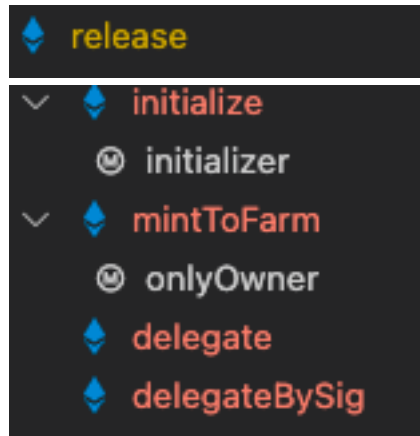 release
initialize
initializer
mintToFarm
onlyOwner
delegate
delegateBySig